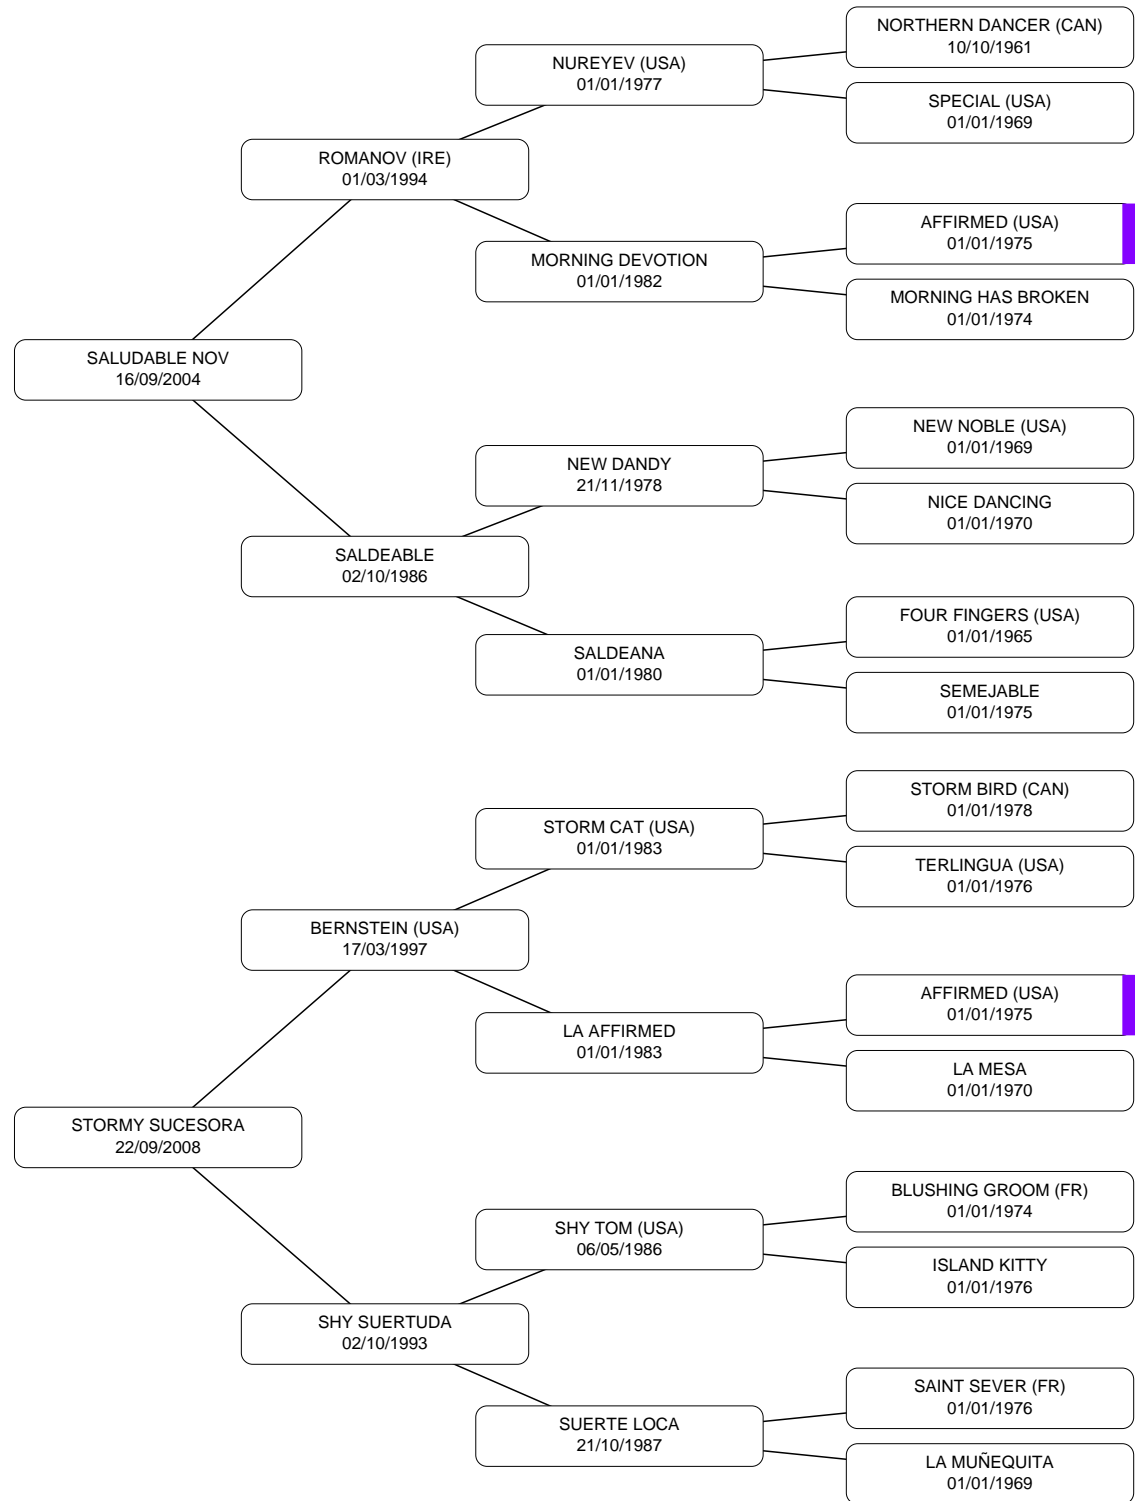 NORTHERN DANCER (CAN)
10/10/1961
NUREYEV (USA)
01/01/1977
SPECIAL (USA)
01/01/1969
ROMANOV (IRE)
01/03/1994
AFFIRMED (USA)
01/01/1975
MORNING DEVOTION
01/01/1982
MORNING HAS BROKEN
01/01/1974
SALUDABLE NOV
16/09/2004
NEW NOBLE (USA)
01/01/1969
NEW DANDY
21/11/1978
NICE DANCING
01/01/1970
SALDEABLE
02/10/1986
FOUR FINGERS (USA)
01/01/1965
SALDEANA
01/01/1980
SEMEJABLE
01/01/1975
STORM BIRD (CAN)
01/01/1978
STORM CAT (USA)
01/01/1983
TERLINGUA (USA)
01/01/1976
BERNSTEIN (USA)
17/03/1997
AFFIRMED (USA)
01/01/1975
LA AFFIRMED
01/01/1983
LA MESA
01/01/1970
STORMY SUCESORA
22/09/2008
BLUSHING GROOM (FR)
01/01/1974
SHY TOM (USA)
06/05/1986
ISLAND KITTY
01/01/1976
SHY SUERTUDA
02/10/1993
SAINT SEVER (FR)
01/01/1976
SUERTE LOCA
21/10/1987
LA MUÑEQUITA
01/01/1969